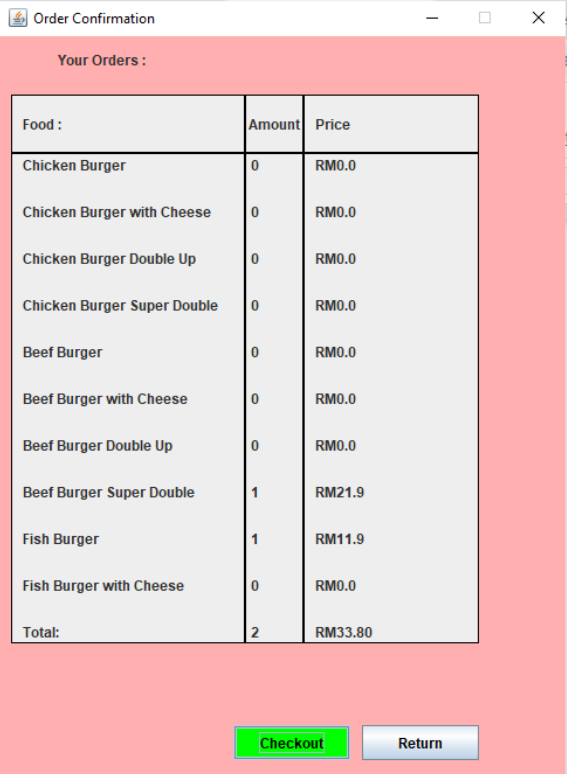 Order Confirmation
Your Orders :
Food : Amount Price
Chicken Burger 0 RM0.0
Chicken Burger with Cheese 0 RM0.0
Chicken Burger Double Up 0 RM0.0
Chicken Burger Super Double 0 RM0.0
Beef Burger 0 RM0.0
Beef Burger with Cheese 0 RM0.0
Beef Burger Double Up 0 RM0.0
Beef Burger Super Double 1 RM21.9
Fish Burger 1 RM11.9
Fish Burger with Cheese 0 RM0.0
Total: 2 RM33.80
Checkout Return